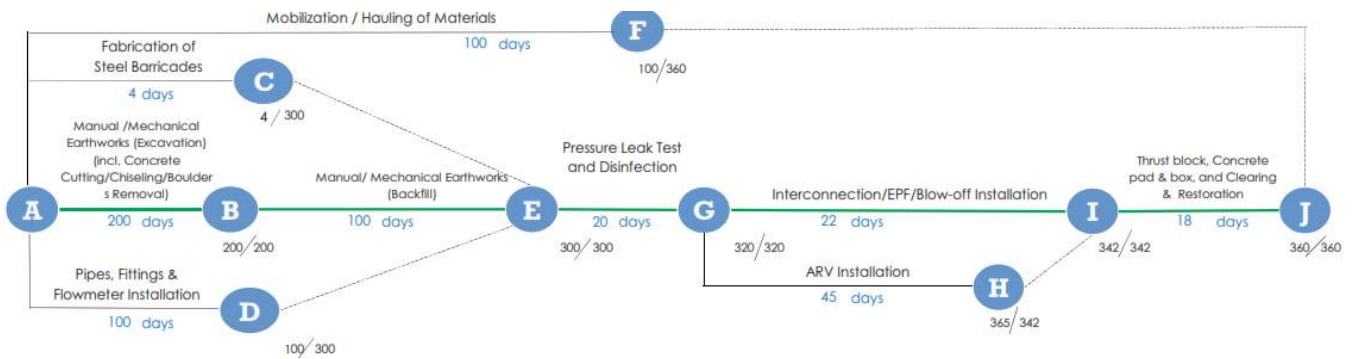 Mobilization / Hauling of Materials
F
100 days
100/360
Fabrication of
Steel Barricades
C
4 days
4/300
Manual /Mechanical
Earthworks (Excavation)
(incl. Concrete
Cutting/Chiseling/Boulder
s Removal)
A
200 days
B
200/200
Manual/ Mechanical Earthworks
(Backfill)
100 days
E
300/300
Pressure Leak Test
and Disinfection
20 days
G
320/320
Interconnection/EPF/Blow-off Installation
22 days
I
342/342
Thrust block, Concrete
pad & box, and Clearing
& Restoration
18 days
J
360/360
Pipes, Fittings &
Flowmeter Installation
100 days
D
100/300
ARV Installation
45 days
H
365/342